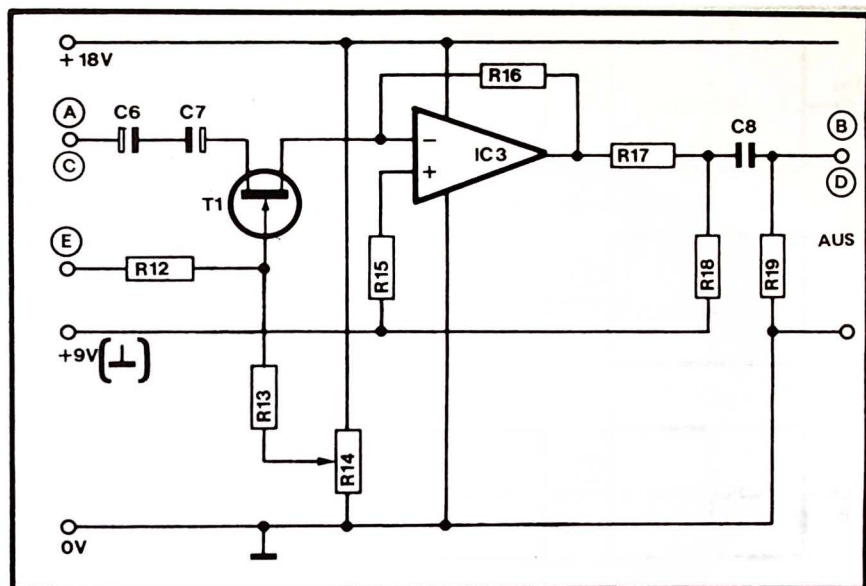 + 18V
R16
A
C6
C7
C8
B
−
IC3
R17
C
+
D
T1
AUS
E
R12
R15
R18
R19
+9V
R13
R14
0V